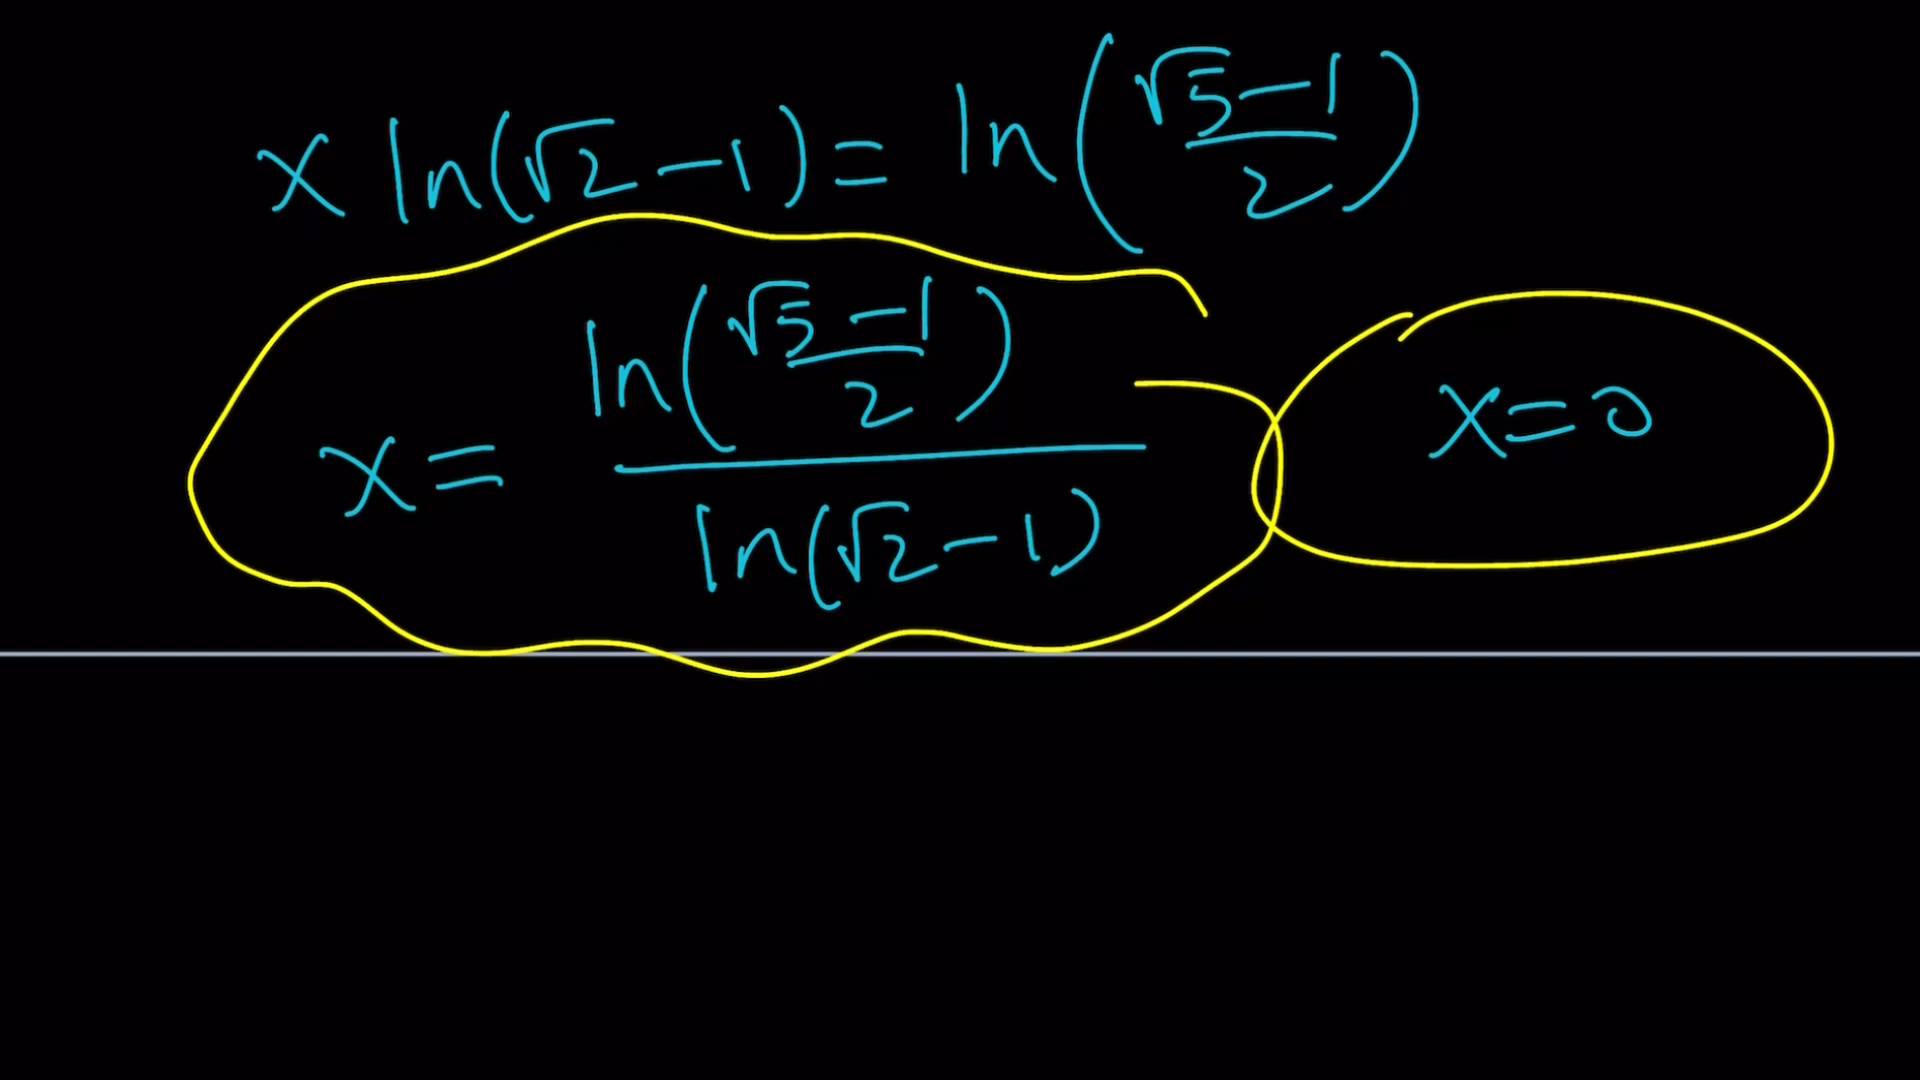 x ln(√2-1) = ln((√5-1)/2)
x = ln((√5-1)/2) / ln(√2-1)
x=0